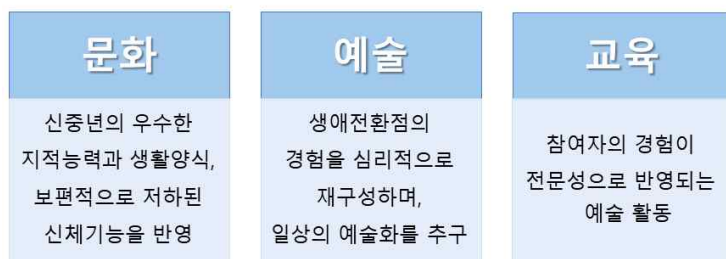 문화
신중년의 우수한
지적능력과 생활양식,
보편적으로 저하된
신체기능을 반영
예술
생애전환점의
경험을 심리적으로
재구성하며,
일상의 예술화를 추구
교육
참여자의 경험이
전문성으로 반영되는
예술 활동